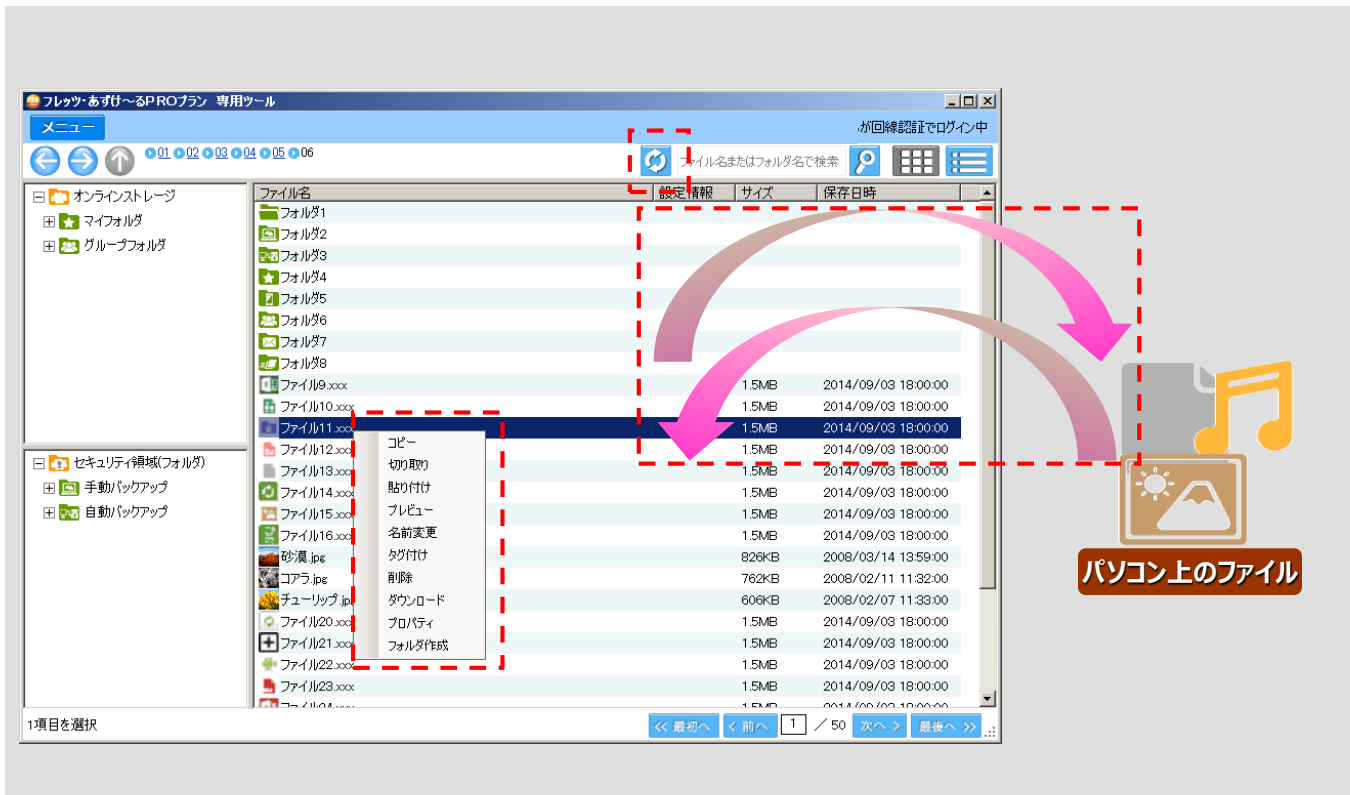 フレッツ・あずけ～るPROプラン 専用ツール
メニュー
が回線認証でログイン中
01 02 03 04 05 06
ファイル名またはフォルダ名で検索
オンラインストレージ
マイフォルダ
グループフォルダ
セキュリティ領域(フォルダ)
手動バックアップ
自動バックアップ
ファイル名 設定情報 サイズ 保存日時
フォルダ1
フォルダ2
フォルダ3
フォルダ4
フォルダ5
フォルダ6
フォルダ7
フォルダ8
ファイル9.xxx 1.5MB 2014/09/03 18:00:00
ファイル10.xxx 1.5MB 2014/09/03 18:00:00
ファイル11.xxx 1.5MB 2014/09/03 18:00:00
ファイル12.xxx 1.5MB 2014/09/03 18:00:00
ファイル13.xxx 1.5MB 2014/09/03 18:00:00
ファイル14.xxx 1.5MB 2014/09/03 18:00:00
ファイル15.xxx 1.5MB 2014/09/03 18:00:00
ファイル16.xxx 1.5MB 2014/09/03 18:00:00
砂漠.jpg 826KB 2008/03/14 13:59:00
コアラ.jpg 762KB 2008/02/11 11:32:00
チューリップ.jp 606KB 2008/02/07 11:33:00
ファイル20.xxx 1.5MB 2014/09/03 18:00:00
ファイル21.xxx 1.5MB 2014/09/03 18:00:00
ファイル22.xxx 1.5MB 2014/09/03 18:00:00
ファイル23.xxx 1.5MB 2014/09/03 18:00:00
コピー
切り取り
貼り付け
プレビュー
名前変更
タグ付け
削除
ダウンロード
プロパティ
フォルダ作成
1項目を選択
<< 最初へ < 前へ 1 ／ 50 次へ > 最後へ >>
パソコン上のファイル